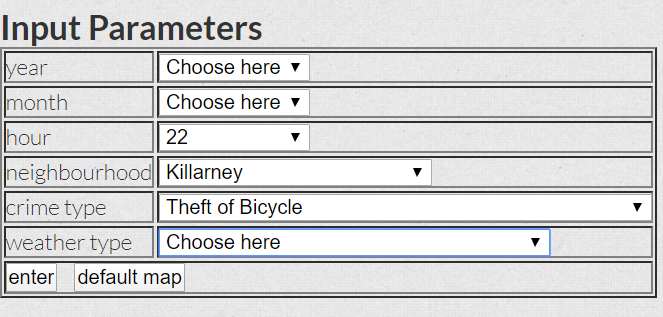 Input Parameters
year Choose here
month Choose here
hour 22
neighbourhood Killarney
crime type Theft of Bicycle
weather type Choose here
enter default map